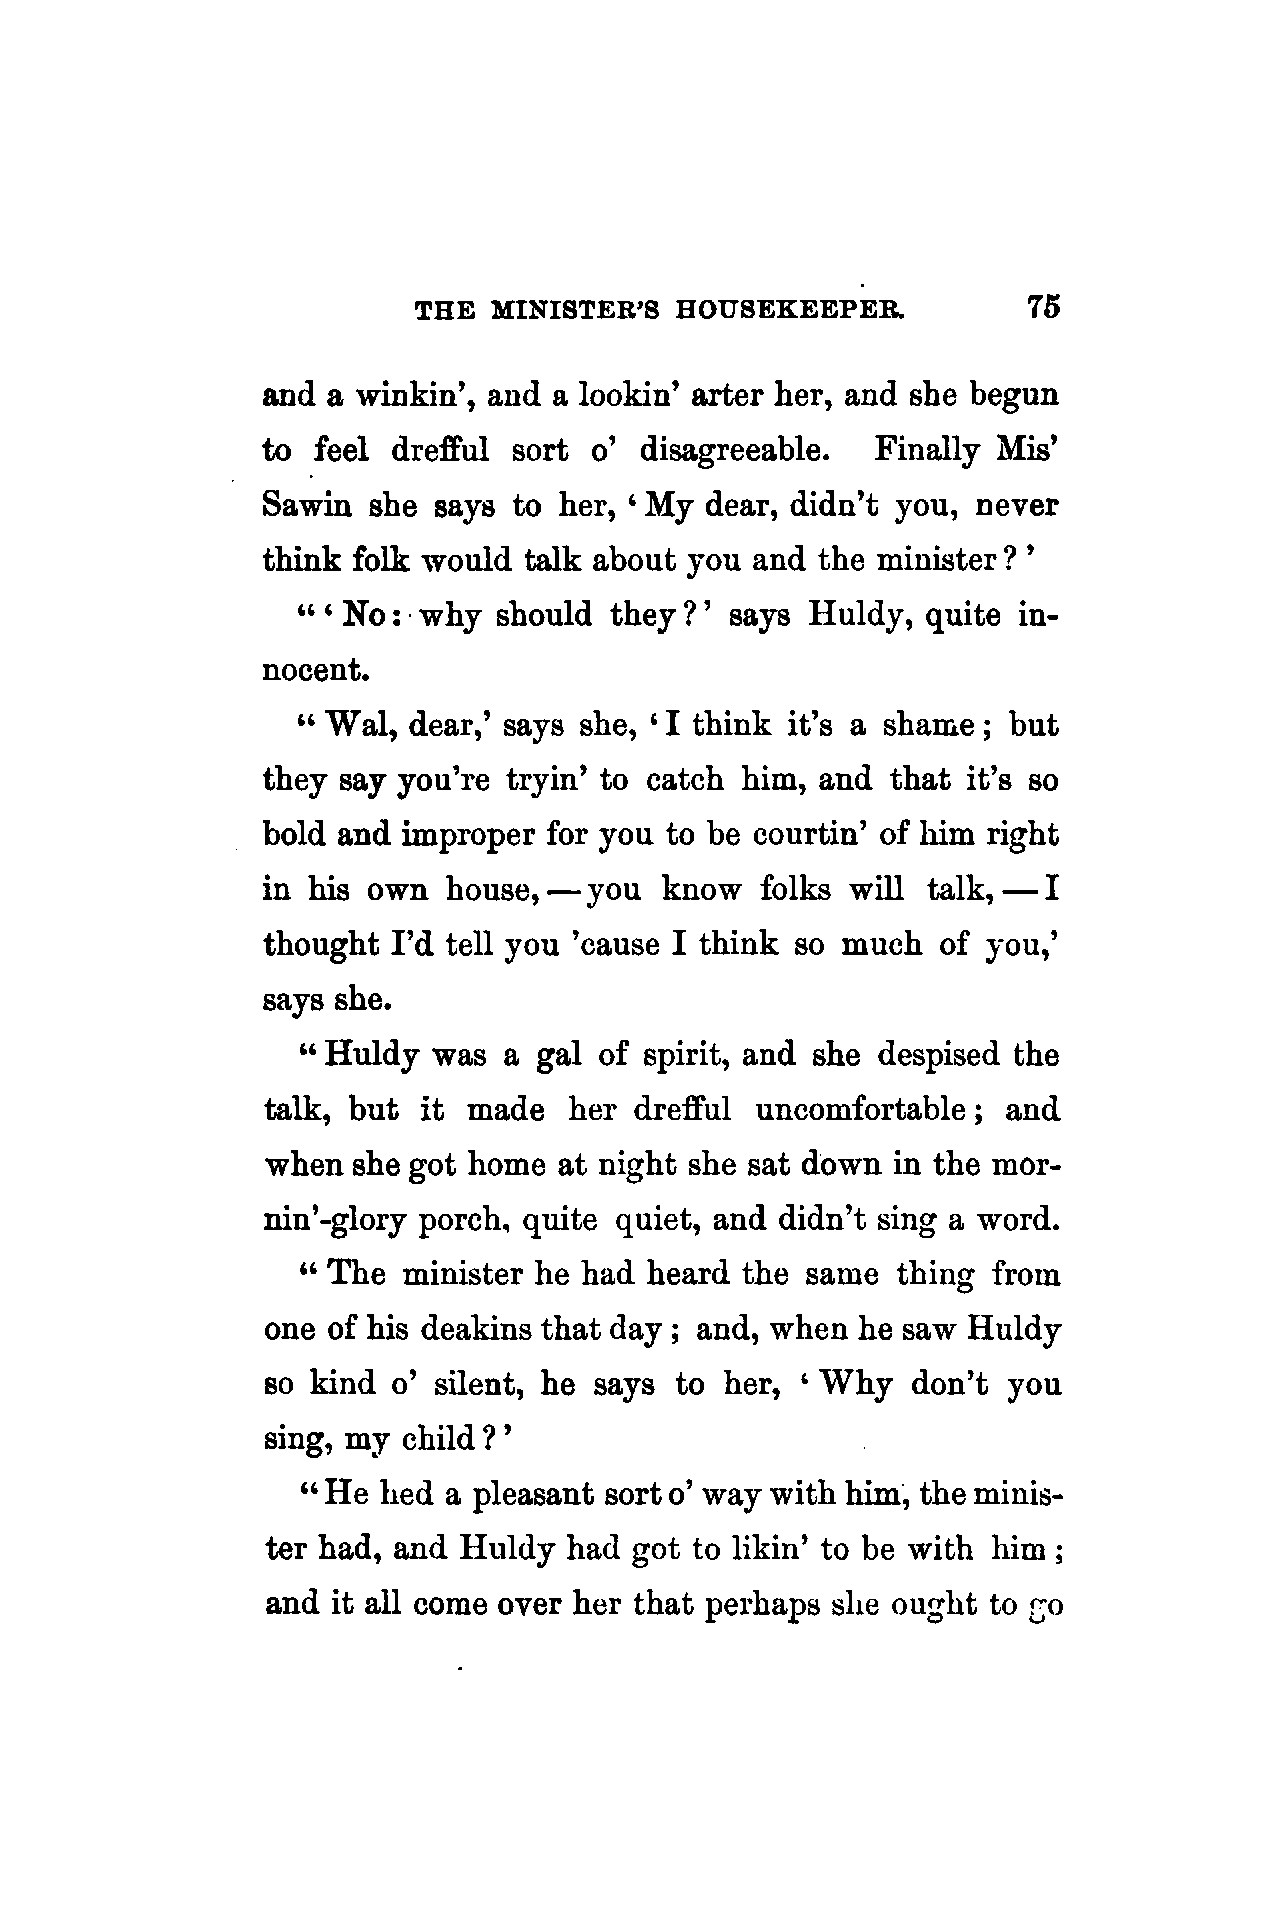 THE MINISTER'S HOUSEKEEPER. 75
and a winkin', and a lookin' arter her, and she begun
to feel drefful sort o' disagreeable. Finally Mis'
Sawin she says to her, ‘My dear, didn't you, never
think folk would talk about you and the minister?’
“‘No: why should they?’ says Huldy, quite in-
nocent.
“Wal, dear,’ says she, ‘I think it's a shame; but
they say you're tryin' to catch him, and that it's so
bold and improper for you to be courtin' of him right
in his own house,—you know folks will talk,—I
thought I'd tell you 'cause I think so much of you,’
says she.
“Huldy was a gal of spirit, and she despised the
talk, but it made her drefful uncomfortable; and
when she got home at night she sat down in the mor-
nin'-glory porch, quite quiet, and didn't sing a word.
“The minister he had heard the same thing from
one of his deakins that day; and, when he saw Huldy
so kind o' silent, he says to her, ‘Why don't you
sing, my child?’
“He hed a pleasant sort o' way with him, the minis-
ter had, and Huldy had got to likin' to be with him;
and it all come over her that perhaps she ought to go